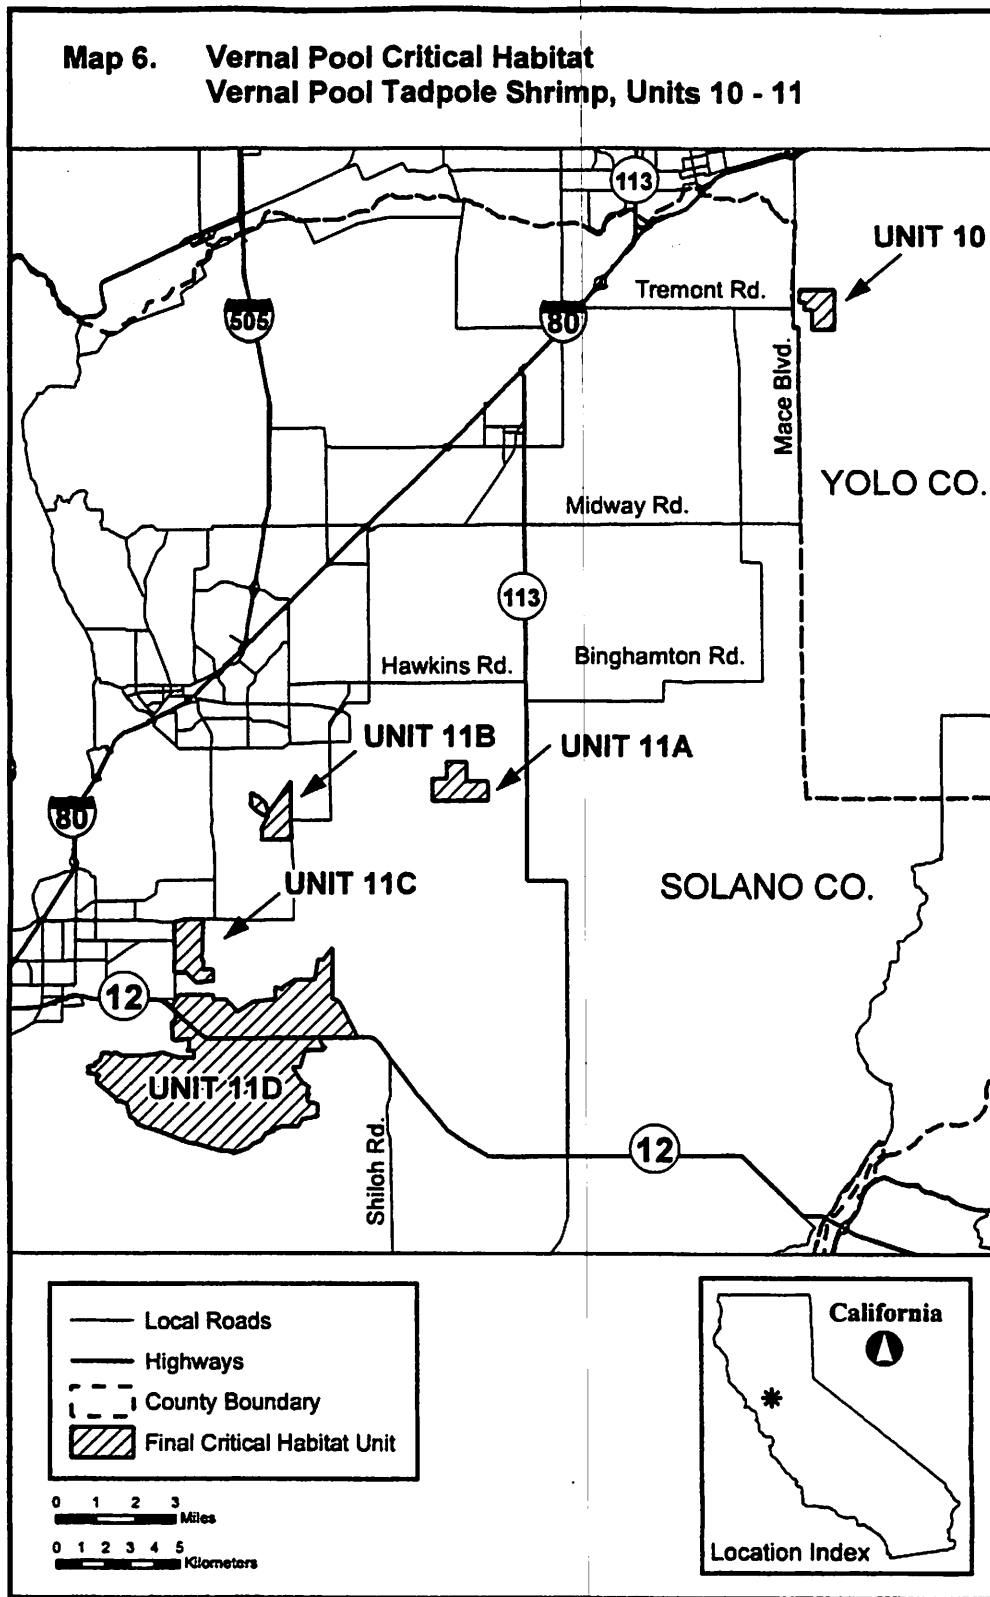 Map 6. Vernal Pool Critical Habitat
Vernal Pool Tadpole Shrimp, Units 10 - 11
113
UNIT 10
Tremont Rd.
505
80
Mace Blvd.
YOLO CO.
Midway Rd.
113
Hawkins Rd.
Binghamton Rd.
UNIT 11B
UNIT 11A
80
UNIT 11C
SOLANO CO.
12
UNIT 11D
Shiloh Rd.
12
Local Roads
Highways
County Boundary
Final Critical Habitat Unit
0 1 2 3
Miles
0 1 2 3 4 5
Kilometers
California
Location Index